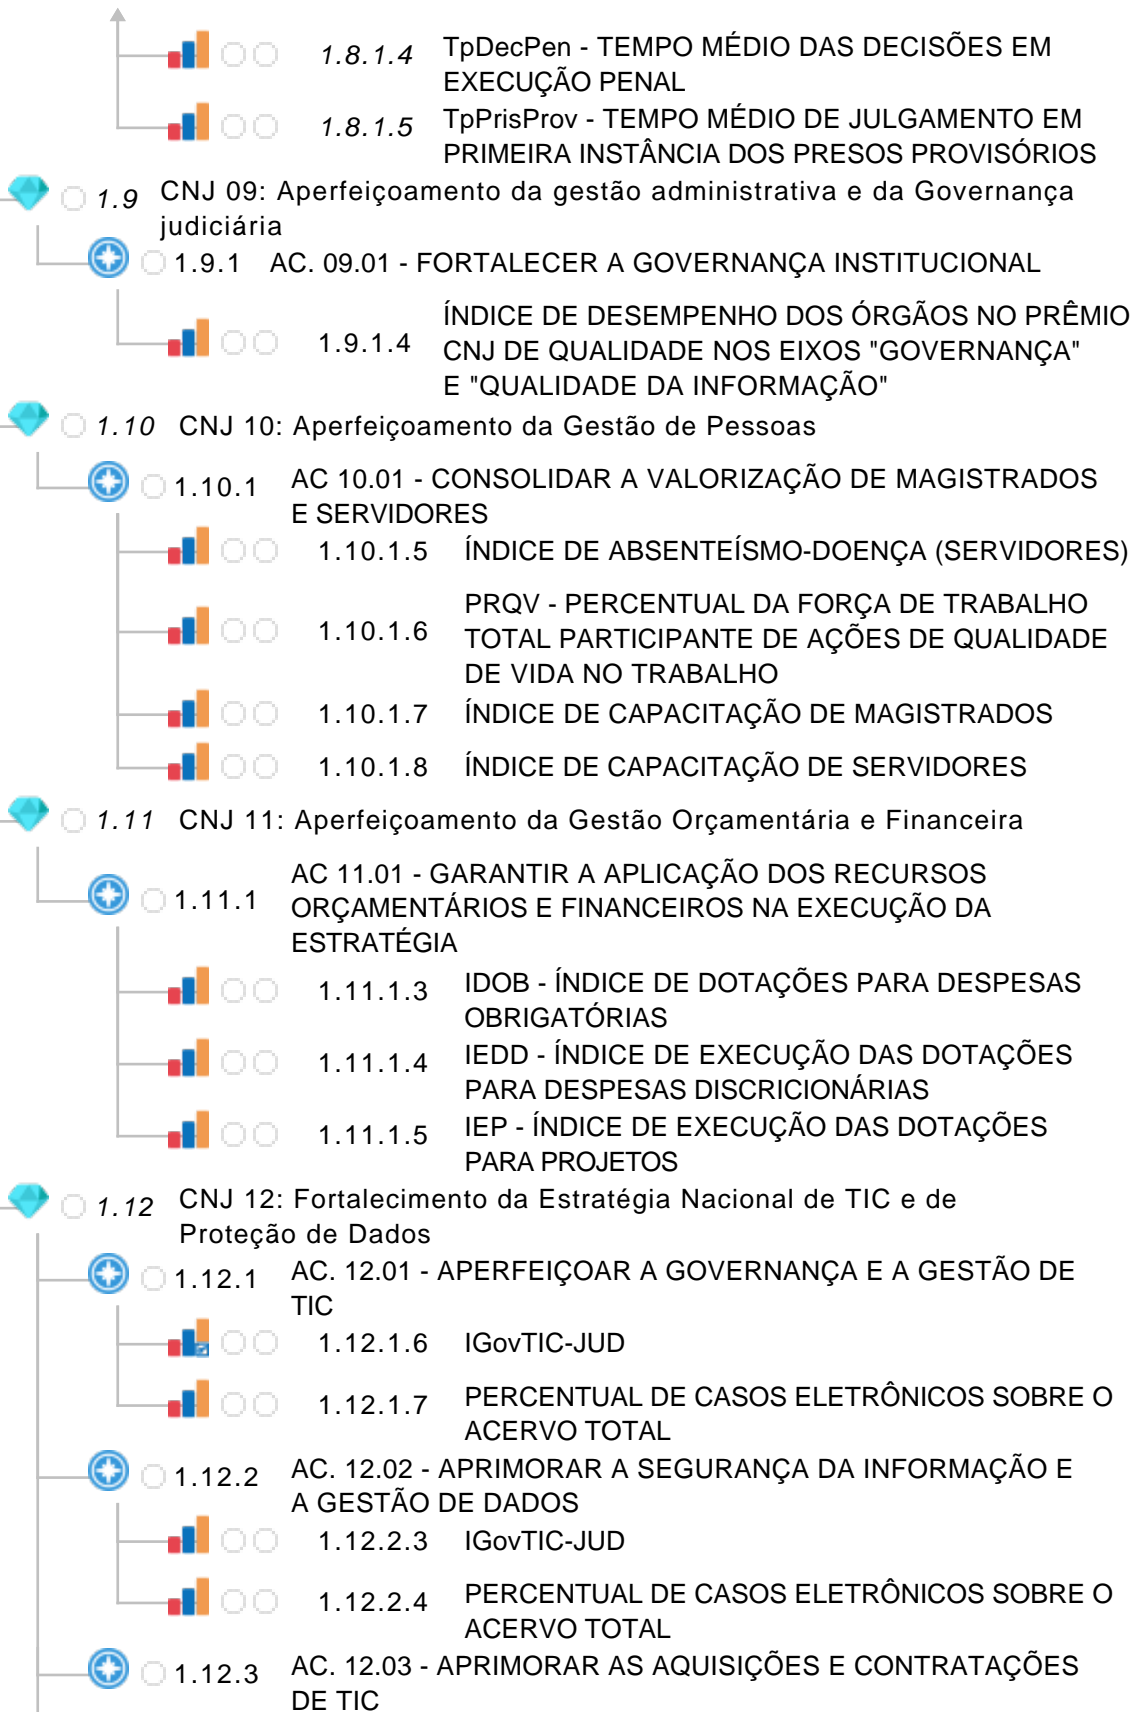 1.8.1.4 TpDecPen - TEMPO MÉDIO DAS DECISÕES EM
EXECUÇÃO PENAL
1.8.1.5 TpPrisProv - TEMPO MÉDIO DE JULGAMENTO EM
PRIMEIRA INSTÂNCIA DOS PRESOS PROVISÓRIOS
1.9 CNJ 09: Aperfeiçoamento da gestão administrativa e da Governança
judiciária
1.9.1 AC. 09.01 - FORTALECER A GOVERNANÇA INSTITUCIONAL
ÍNDICE DE DESEMPENHO DOS ÓRGÃOS NO PRÊMIO
1.9.1.4 CNJ DE QUALIDADE NOS EIXOS "GOVERNANÇA"
E "QUALIDADE DA INFORMAÇÃO"
1.10 CNJ 10: Aperfeiçoamento da Gestão de Pessoas
1.10.1 AC 10.01 - CONSOLIDAR A VALORIZAÇÃO DE MAGISTRADOS
E SERVIDORES
1.10.1.5 ÍNDICE DE ABSENTEÍSMO-DOENÇA (SERVIDORES)
PRQV - PERCENTUAL DA FORÇA DE TRABALHO
1.10.1.6 TOTAL PARTICIPANTE DE AÇÕES DE QUALIDADE
DE VIDA NO TRABALHO
1.10.1.7 ÍNDICE DE CAPACITAÇÃO DE MAGISTRADOS
1.10.1.8 ÍNDICE DE CAPACITAÇÃO DE SERVIDORES
1.11 CNJ 11: Aperfeiçoamento da Gestão Orçamentária e Financeira
AC 11.01 - GARANTIR A APLICAÇÃO DOS RECURSOS
1.11.1 ORÇAMENTÁRIOS E FINANCEIROS NA EXECUÇÃO DA
ESTRATÉGIA
1.11.1.3 IDOB - ÍNDICE DE DOTAÇÕES PARA DESPESAS
OBRIGATÓRIAS
1.11.1.4 IEDD - ÍNDICE DE EXECUÇÃO DAS DOTAÇÕES
PARA DESPESAS DISCRICIONÁRIAS
1.11.1.5 IEP - ÍNDICE DE EXECUÇÃO DAS DOTAÇÕES
PARA PROJETOS
1.12 CNJ 12: Fortalecimento da Estratégia Nacional de TIC e de
Proteção de Dados
1.12.1 AC. 12.01 - APERFEIÇOAR A GOVERNANÇA E A GESTÃO DE
TIC
1.12.1.6 IGovTIC-JUD
1.12.1.7 PERCENTUAL DE CASOS ELETRÔNICOS SOBRE O
ACERVO TOTAL
1.12.2 AC. 12.02 - APRIMORAR A SEGURANÇA DA INFORMAÇÃO E
A GESTÃO DE DADOS
1.12.2.3 IGovTIC-JUD
1.12.2.4 PERCENTUAL DE CASOS ELETRÔNICOS SOBRE O
ACERVO TOTAL
1.12.3 AC. 12.03 - APRIMORAR AS AQUISIÇÕES E CONTRATAÇÕES
DE TIC